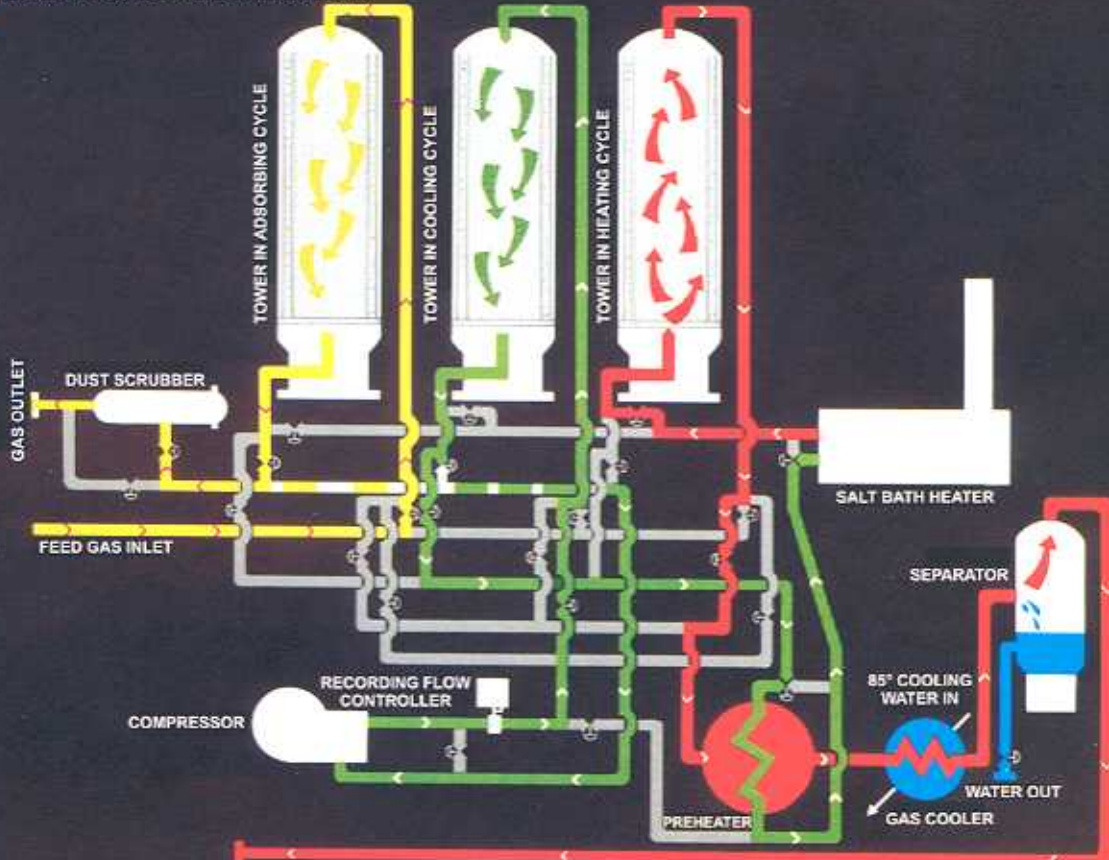 TOWER IN ADSORBING CYCLE
TOWER IN COOLING CYCLE
TOWER IN HEATING CYCLE
GAS OUTLET
DUST SCRUBBER
FEED GAS INLET
SALT BATH HEATER
SEPARATOR
RECORDING FLOW
CONTROLLER
COMPRESSOR
85° COOLING
WATER IN
WATER OUT
GAS COOLER
PREHEATER